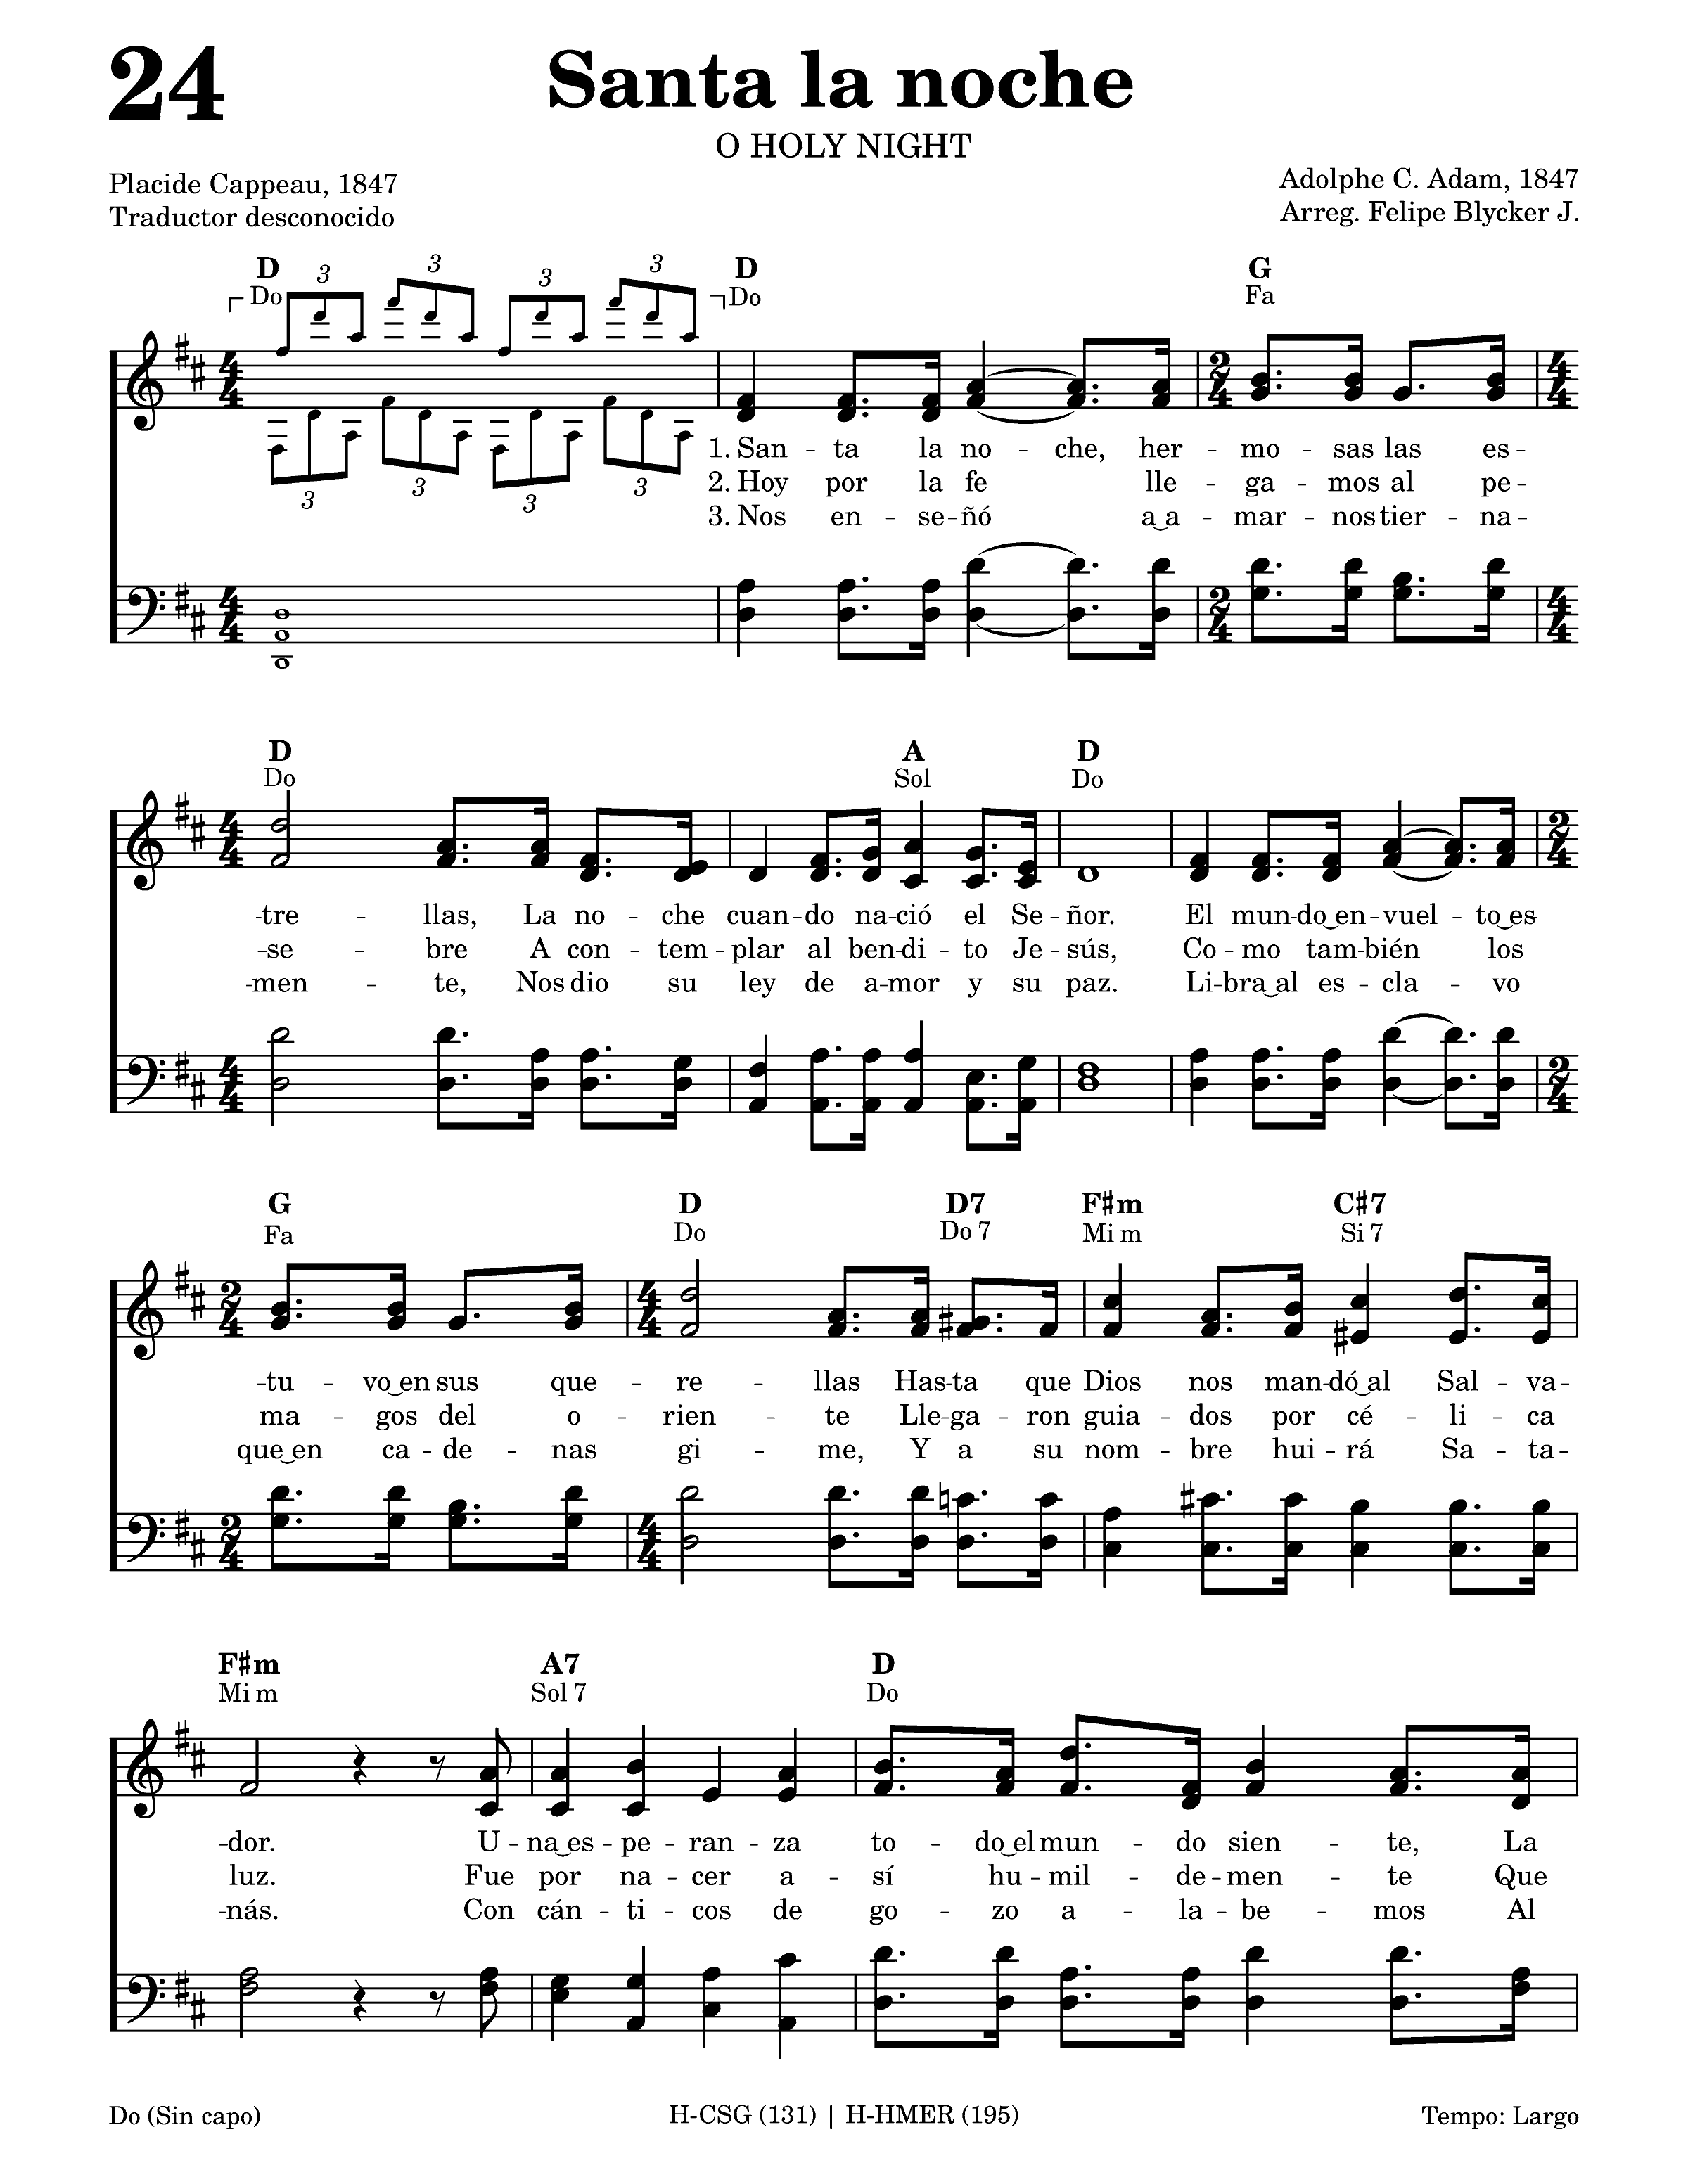 24
Santa la noche
O HOLY NIGHT
Placide Cappeau, 1847
Traductor desconocido
Adolphe C. Adam, 1847
Arreg. Felipe Blycker J.
D D G
Do Do Fa
3 3 3 3
3 3 3 3
1. San -- ta la no -- che, her -- mo -- sas las es --
2. Hoy por la fe lle -- ga -- mos al pe --
3. Nos en -- se -- ñó a‿a -- mar -- nos tier -- na --
D A D
Do Sol Do
-- tre -- llas, La no -- che cuan -- do na -- ció el Se -- ñor. El mun -- do‿en -- vuel -- to‿es --
-- se -- bre A con -- tem -- plar al ben -- di -- to Je -- sús, Co -- mo tam -- bién los
-- men -- te, Nos dio su ley de a -- mor y su paz. Li -- bra‿al es -- cla -- vo
G D D7 F♯m C♯7
Fa Do Do 7 Mi m Si 7
-- tu -- vo‿en sus que -- re -- llas Has -- ta que Dios nos man -- dó‿al Sal -- va --
ma -- gos del o -- rien -- te Lle -- ga -- ron guia -- dos por cé -- li -- ca
que‿en ca -- de -- nas gi -- me, Y a su nom -- bre hui -- rá Sa -- ta --
F♯m A7 D
Mi m Sol 7 Do
-- dor. U -- na‿es -- pe -- ran -- za to -- do‿el mun -- do sien -- te, La
luz. Fue por na -- cer a -- sí hu -- mil -- de -- men -- te Que
-- nás. Con cán -- ti -- cos de go -- zo a -- la -- be -- mos Al
Do (Sin capo)
H-CSG (131) | H-HMER (195)
Tempo: Largo